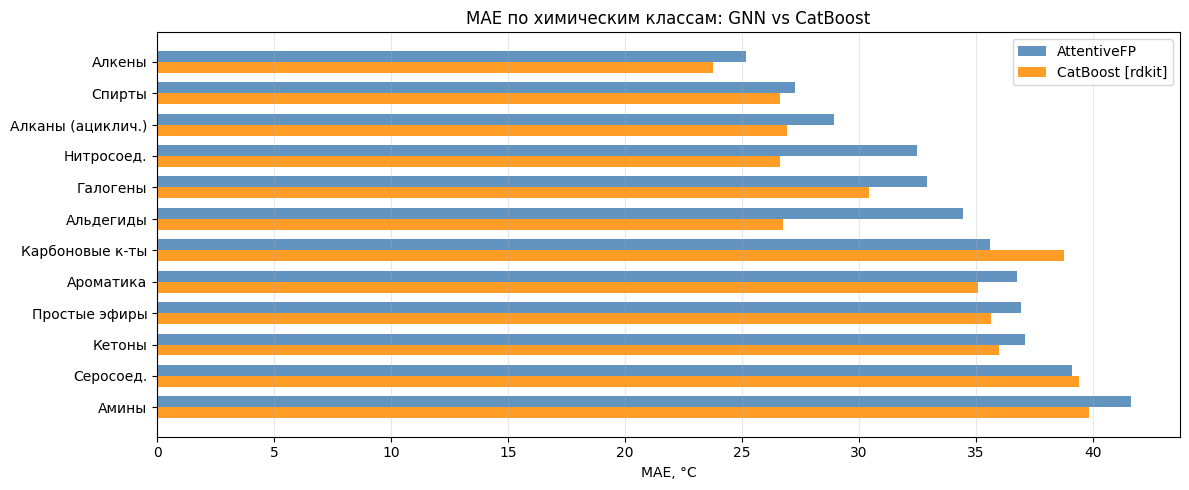 MAE по химическим классам: GNN vs CatBoost
AttentiveFP
CatBoost [rdkit]
Алкены
Спирты
Алканы (ациклич.)
Нитросоед.
Галогены
Альдегиды
Карбоновые к-ты
Ароматика
Простые эфиры
Кетоны
Серосоед.
Амины
0 5 10 15 20 25 30 35 40
MAE, °C